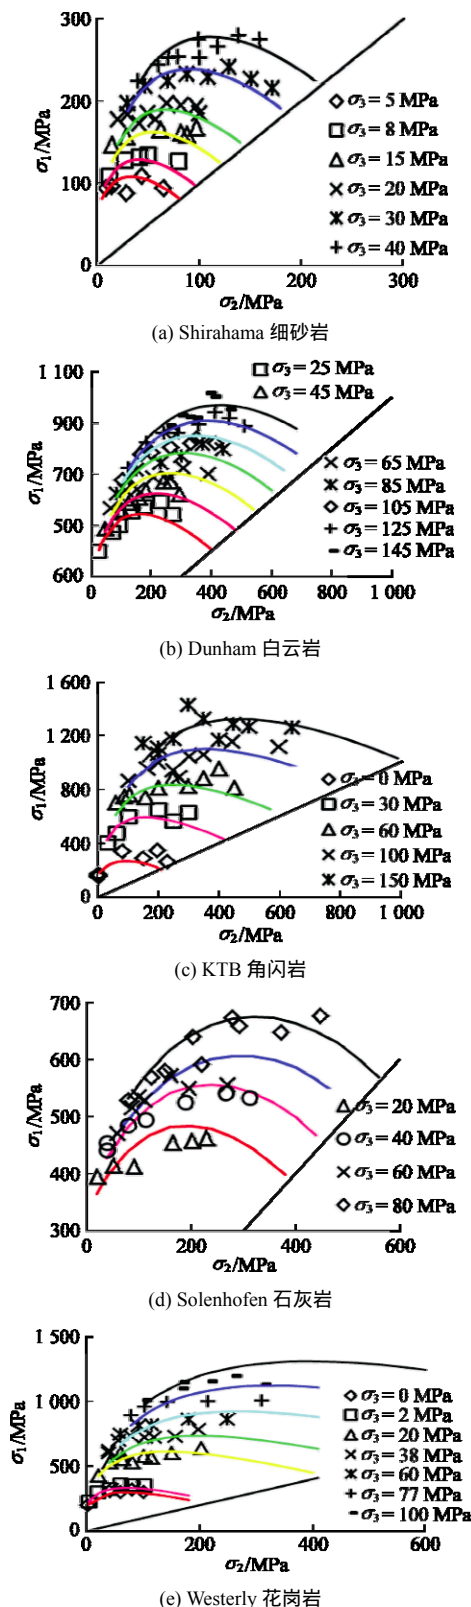 300
200
100
0
σ₁/MPa
0 100 200 300
σ₂/MPa
σ₃ = 5 MPa
σ₃ = 8 MPa
σ₃ = 15 MPa
σ₃ = 20 MPa
σ₃ = 30 MPa
σ₃ = 40 MPa
(a) Shirahama 细砂岩
σ₃ = 25 MPa
σ₃ = 45 MPa
1 100
900
700
500
600
σ₁/MPa
0 200 400 600 800 1 000
σ₂/MPa
σ₃ = 65 MPa
σ₃ = 85 MPa
σ₃ = 105 MPa
σ₃ = 125 MPa
σ₃ = 145 MPa
(b) Dunham 白云岩
1 600
1 200
800
400
0
σ₁/MPa
0 200 400 600 800 1 000
σ₂/MPa
σ₃ = 0 MPa
σ₃ = 30 MPa
σ₃ = 60 MPa
σ₃ = 100 MPa
σ₃ = 150 MPa
(c) KTB 角闪岩
700
600
500
400
300
σ₁/MPa
0 200 400 600
σ₂/MPa
σ₃ = 20 MPa
σ₃ = 40 MPa
σ₃ = 60 MPa
σ₃ = 80 MPa
(d) Solenhofen 石灰岩
1 500
1 000
500
0
σ₁/MPa
0 200 400 600
σ₂/MPa
σ₃ = 0 MPa
σ₃ = 2 MPa
σ₃ = 20 MPa
σ₃ = 38 MPa
σ₃ = 60 MPa
σ₃ = 77 MPa
σ₃ = 100 MPa
(e) Westerly 花岗岩